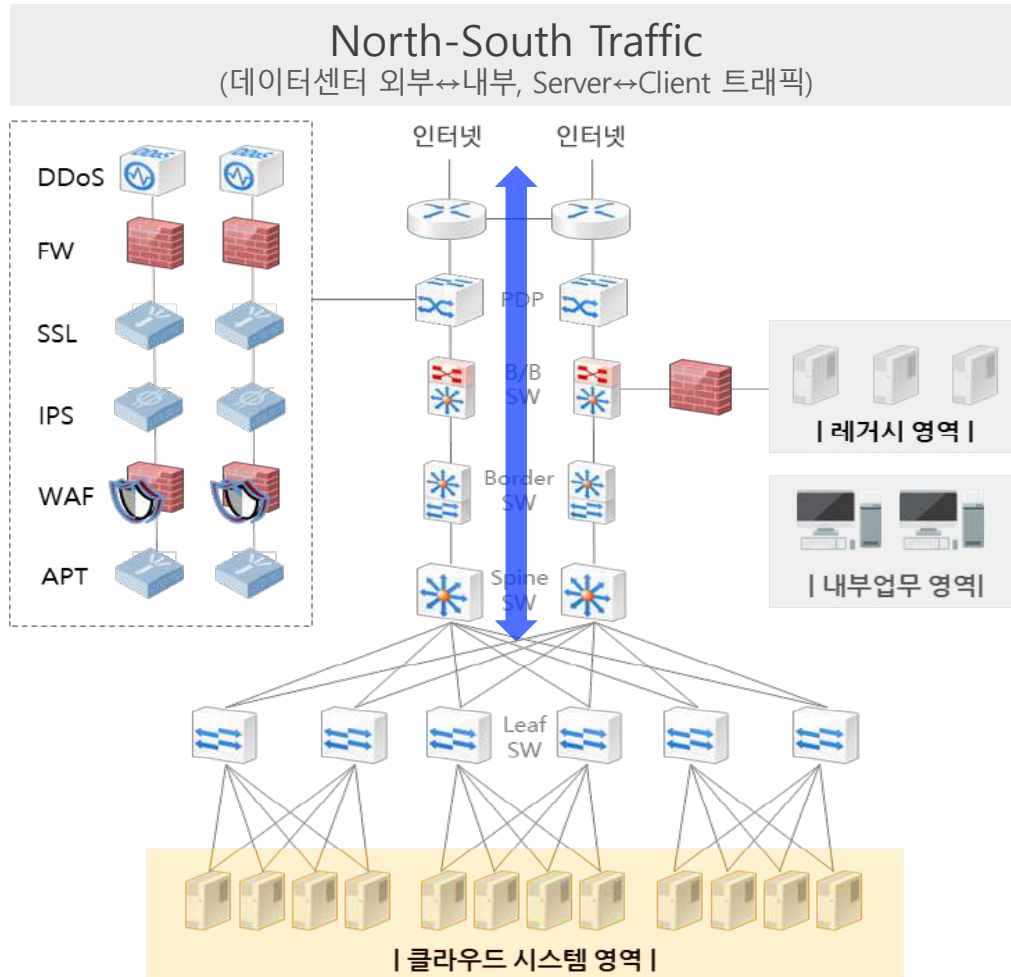 North-South Traffic
(데이터센터 외부↔내부, Server↔Client 트래픽)
인터넷
인터넷
DDoS
DDoS
DDoS
FW
SSL
IPS
WAF
APT
PDP
B/B
SW
Border
SW
Spine
SW
Leaf
SW
| 레거시 영역 |
| 내부업무 영역|
| 클라우드 시스템 영역 |